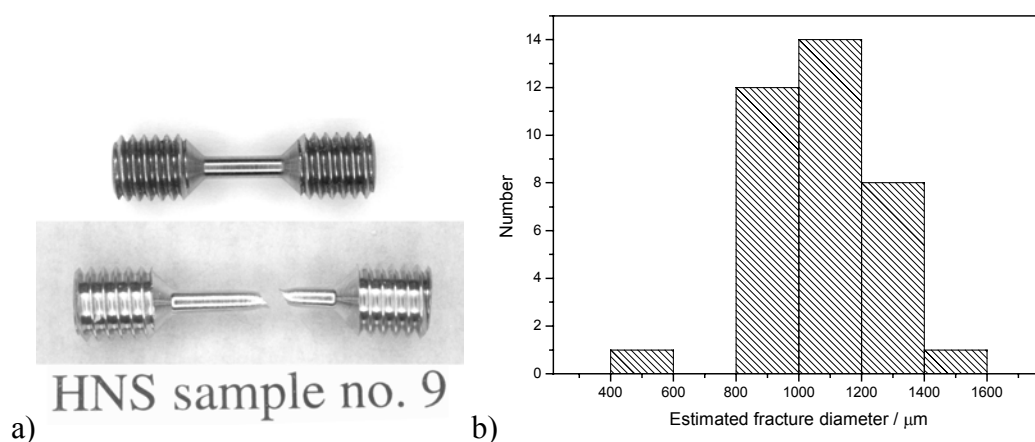 HNS sample no. 9
a)
14
12
10
8
6
4
2
0
Number
400 600 800 1000 1200 1400 1600
Estimated fracture diameter / μm
b)